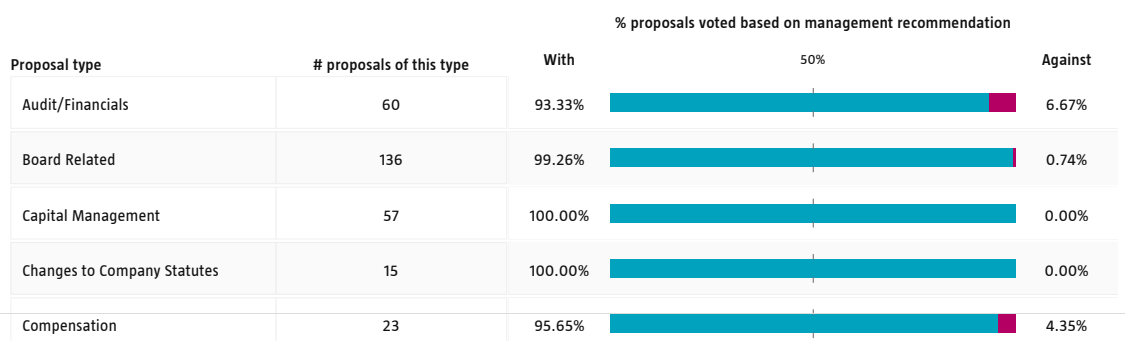 % proposals voted based on management recommendation
Proposal type # proposals of this type With 50% Against
Audit/Financials 60 93.33% 6.67%
Board Related 136 99.26% 0.74%
Capital Management 57 100.00% 0.00%
Changes to Company Statutes 15 100.00% 0.00%
Compensation 23 95.65% 4.35%